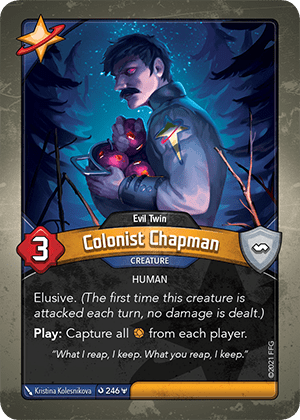 Evil Twin
Colonist Chapman
3
CREATURE
HUMAN
Elusive. (The first time this creature is
attacked each turn, no damage is dealt.)
Play: Capture all from each player.
"What I reap, I keep. What you reap, I keep."
Kristina Kolesnikova
246
©2021 FFG